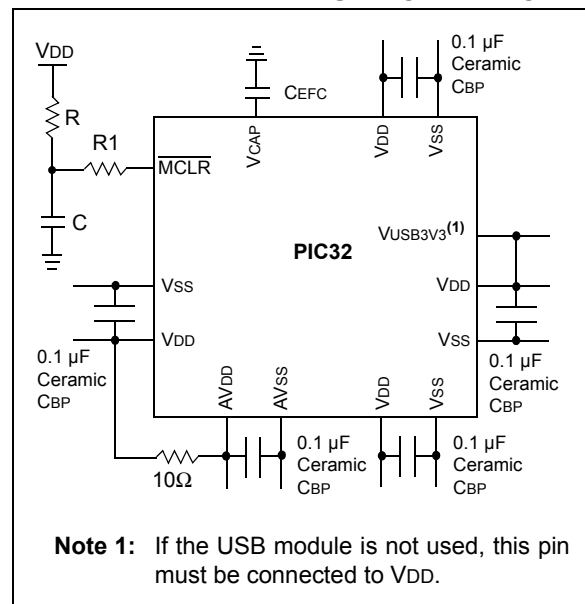 VDD
R
R1
C
MCLR
CEFC
VCAP
0.1 µF
Ceramic
CBP
VDD
VSS
PIC32
VUSB3V3(1)
VDD
VSS
0.1 µF
Ceramic
CBP
VSS
VDD
0.1 µF
Ceramic
CBP
AVDD
AVSS
VDD
VSS
10Ω
0.1 µF
Ceramic
CBP
0.1 µF
Ceramic
CBP
Note 1: If the USB module is not used, this pin
must be connected to VDD.